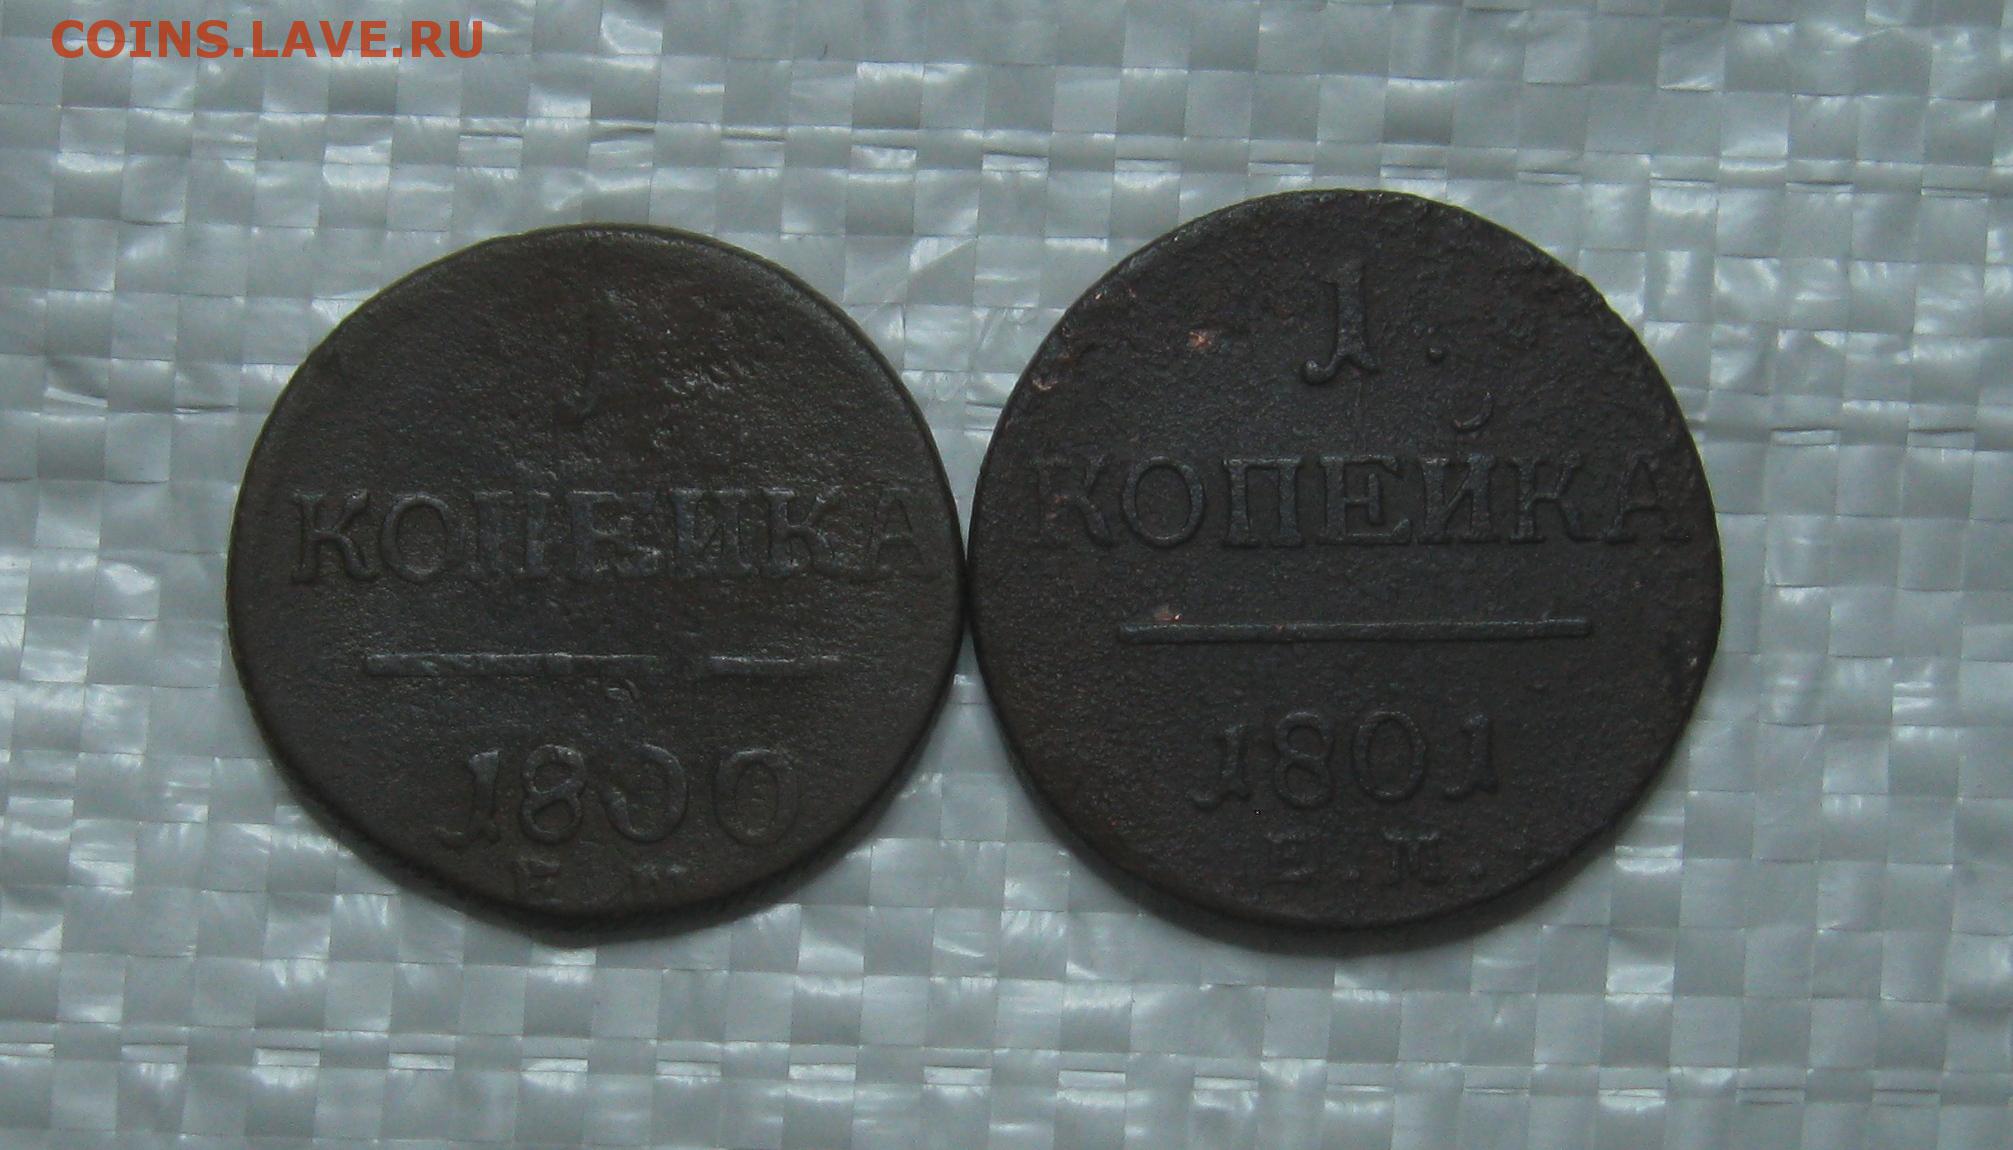 COINS.LAVE.RU
1
КОПЕЙКА
1800
Е М
1
КОПЕЙКА
1801
Е.М.